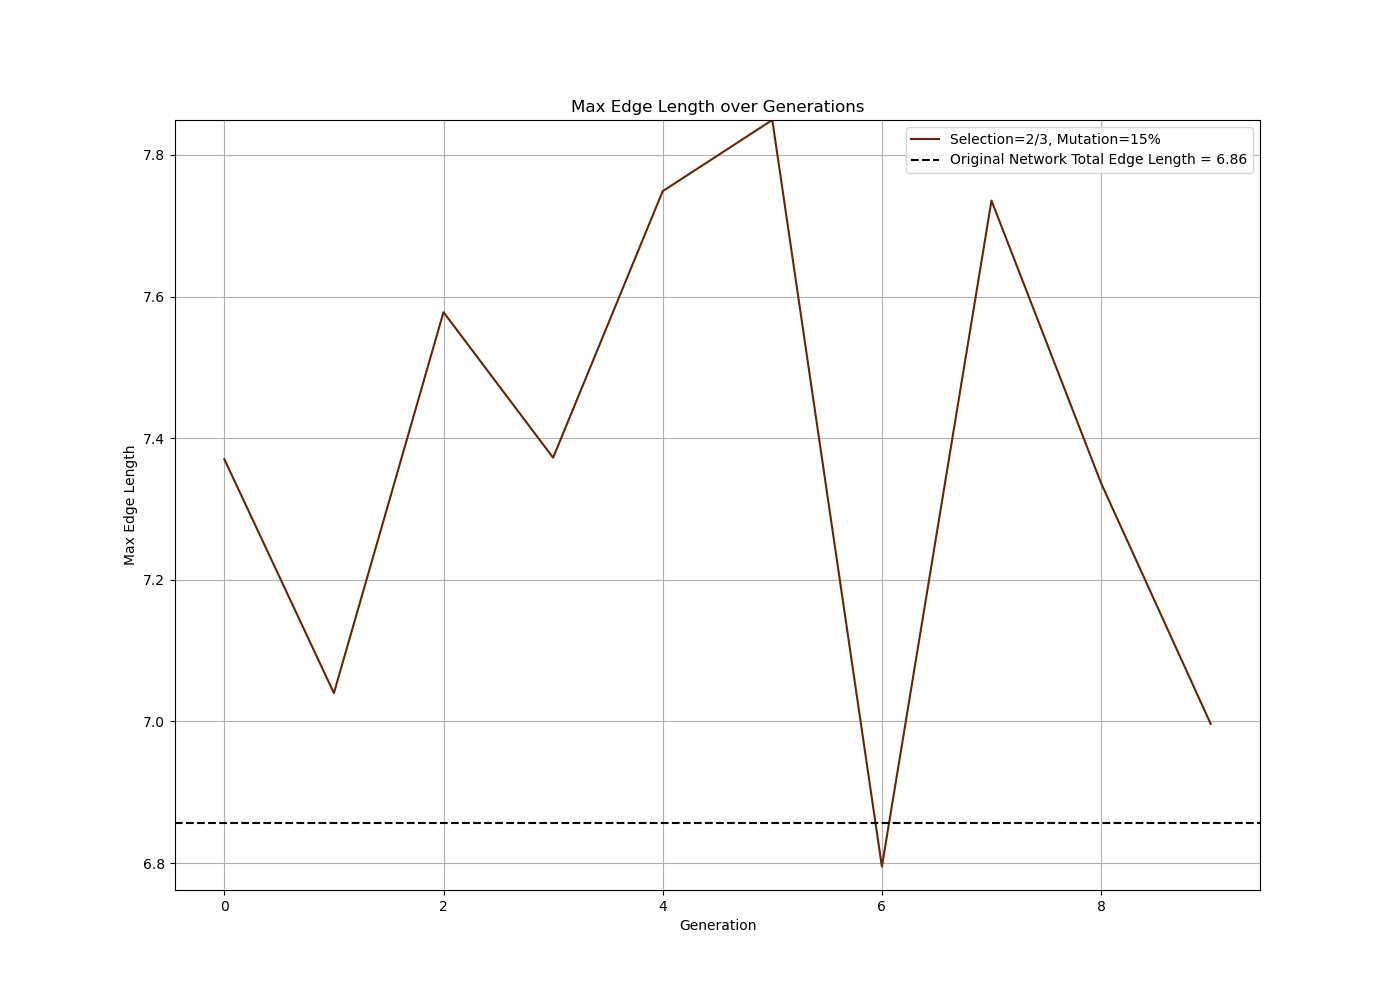 Max Edge Length over Generations
Selection=2/3, Mutation=15%
Original Network Total Edge Length = 6.86
Max Edge Length
7.8
7.6
7.4
7.2
7.0
6.8
0 2 4 6 8
Generation